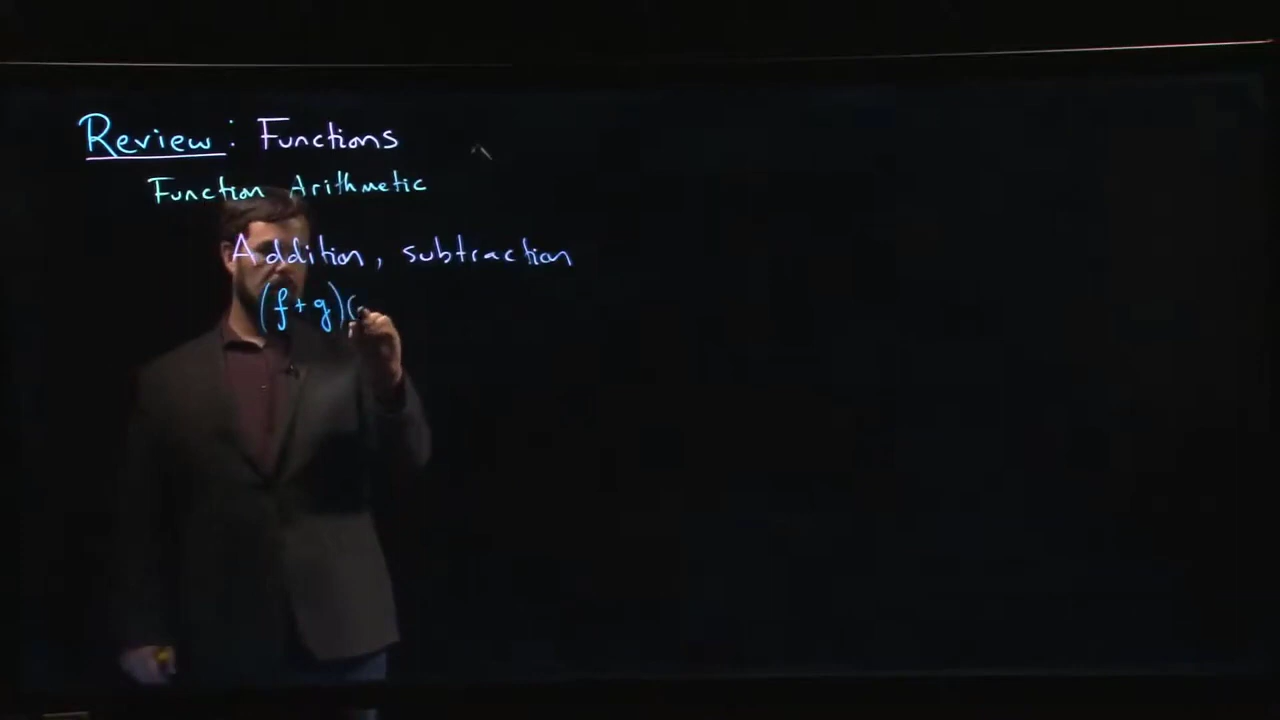 Review: Functions
Function Arithmetic
Addition, subtraction
(f+g)(